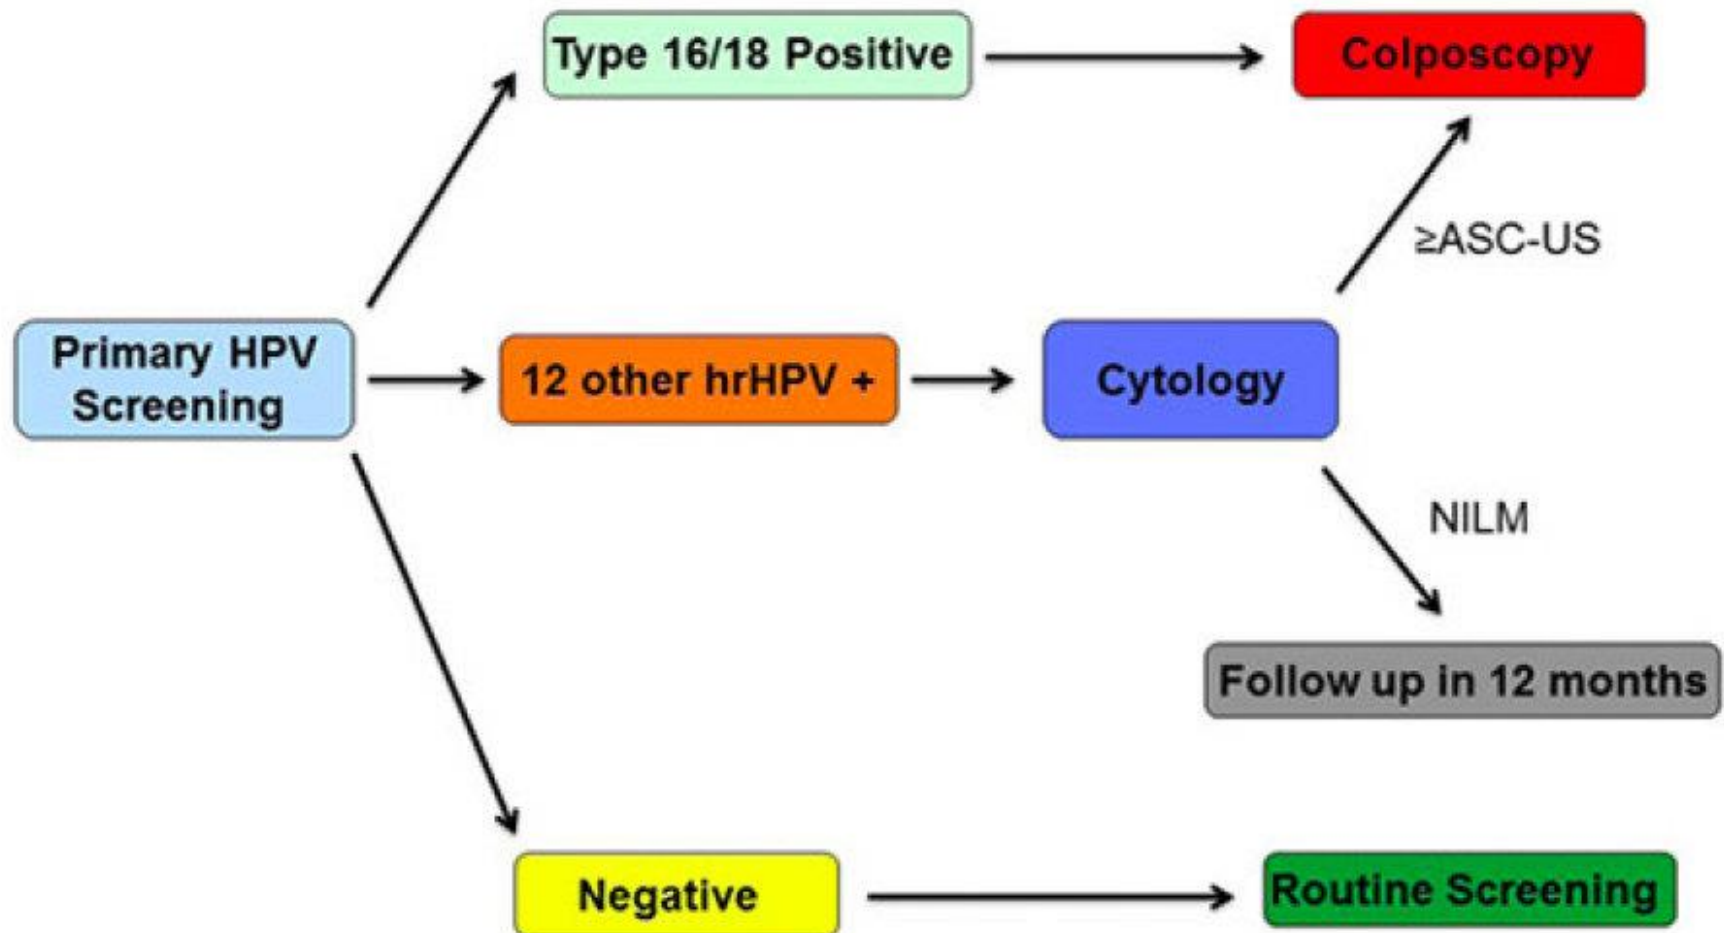 Type 16/18 Positive
Colposcopy
≥ASC-US
Primary HPV
Screening
12 other hrHPV +
Cytology
NILM
Follow up in 12 months
Negative
Routine Screening